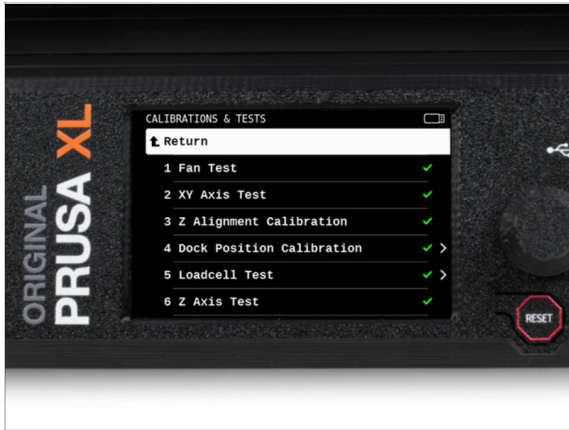 ORIGINAL
PRUSA XL
CALIBRATIONS & TESTS
Return
1 Fan Test
2 XY Axis Test
3 Z Alignment Calibration
4 Dock Position Calibration
5 Loadcell Test
6 Z Axis Test
RESET